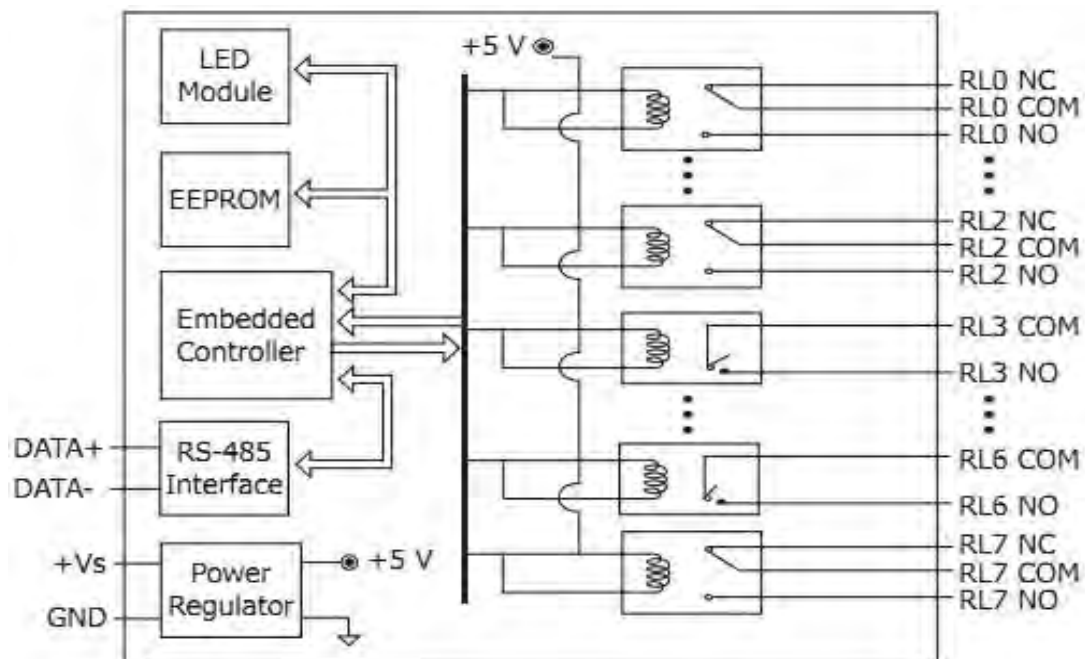 LED
Module
EEPROM
Embedded
Controller
DATA+
DATA-
RS-485
Interface
+Vs
GND
Power
Regulator
+5 V
+5 V
RL0 NC
RL0 COM
RL0 NO
RL2 NC
RL2 COM
RL2 NO
RL3 COM
RL3 NO
RL6 COM
RL6 NO
RL7 NC
RL7 COM
RL7 NO